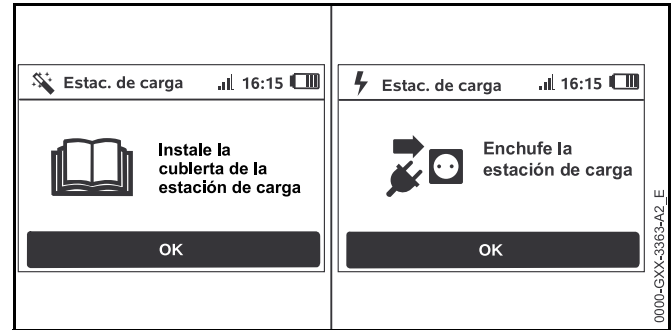 Estac. de carga 16:15
Instale la
cublerta de la
estación de carga
OK
Estac. de carga 16:15
Enchufe la
estación de carga
OK
0000-GXX-3363-A2_E